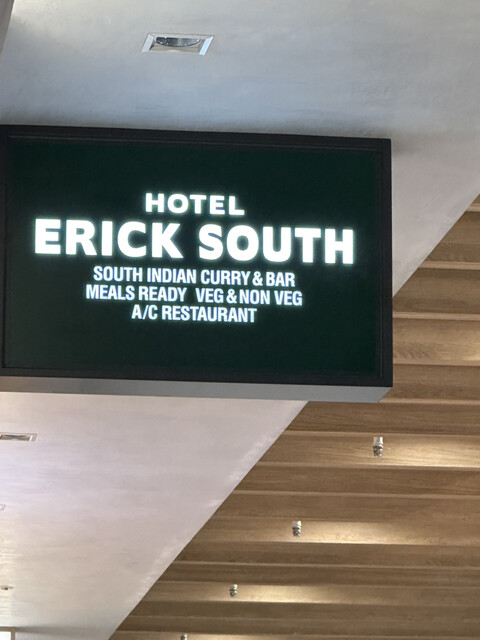 HOTEL
ERICK SOUTH
SOUTH INDIAN CURRY & BAR
MEALS READY VEG & NON VEG
A/C RESTAURANT